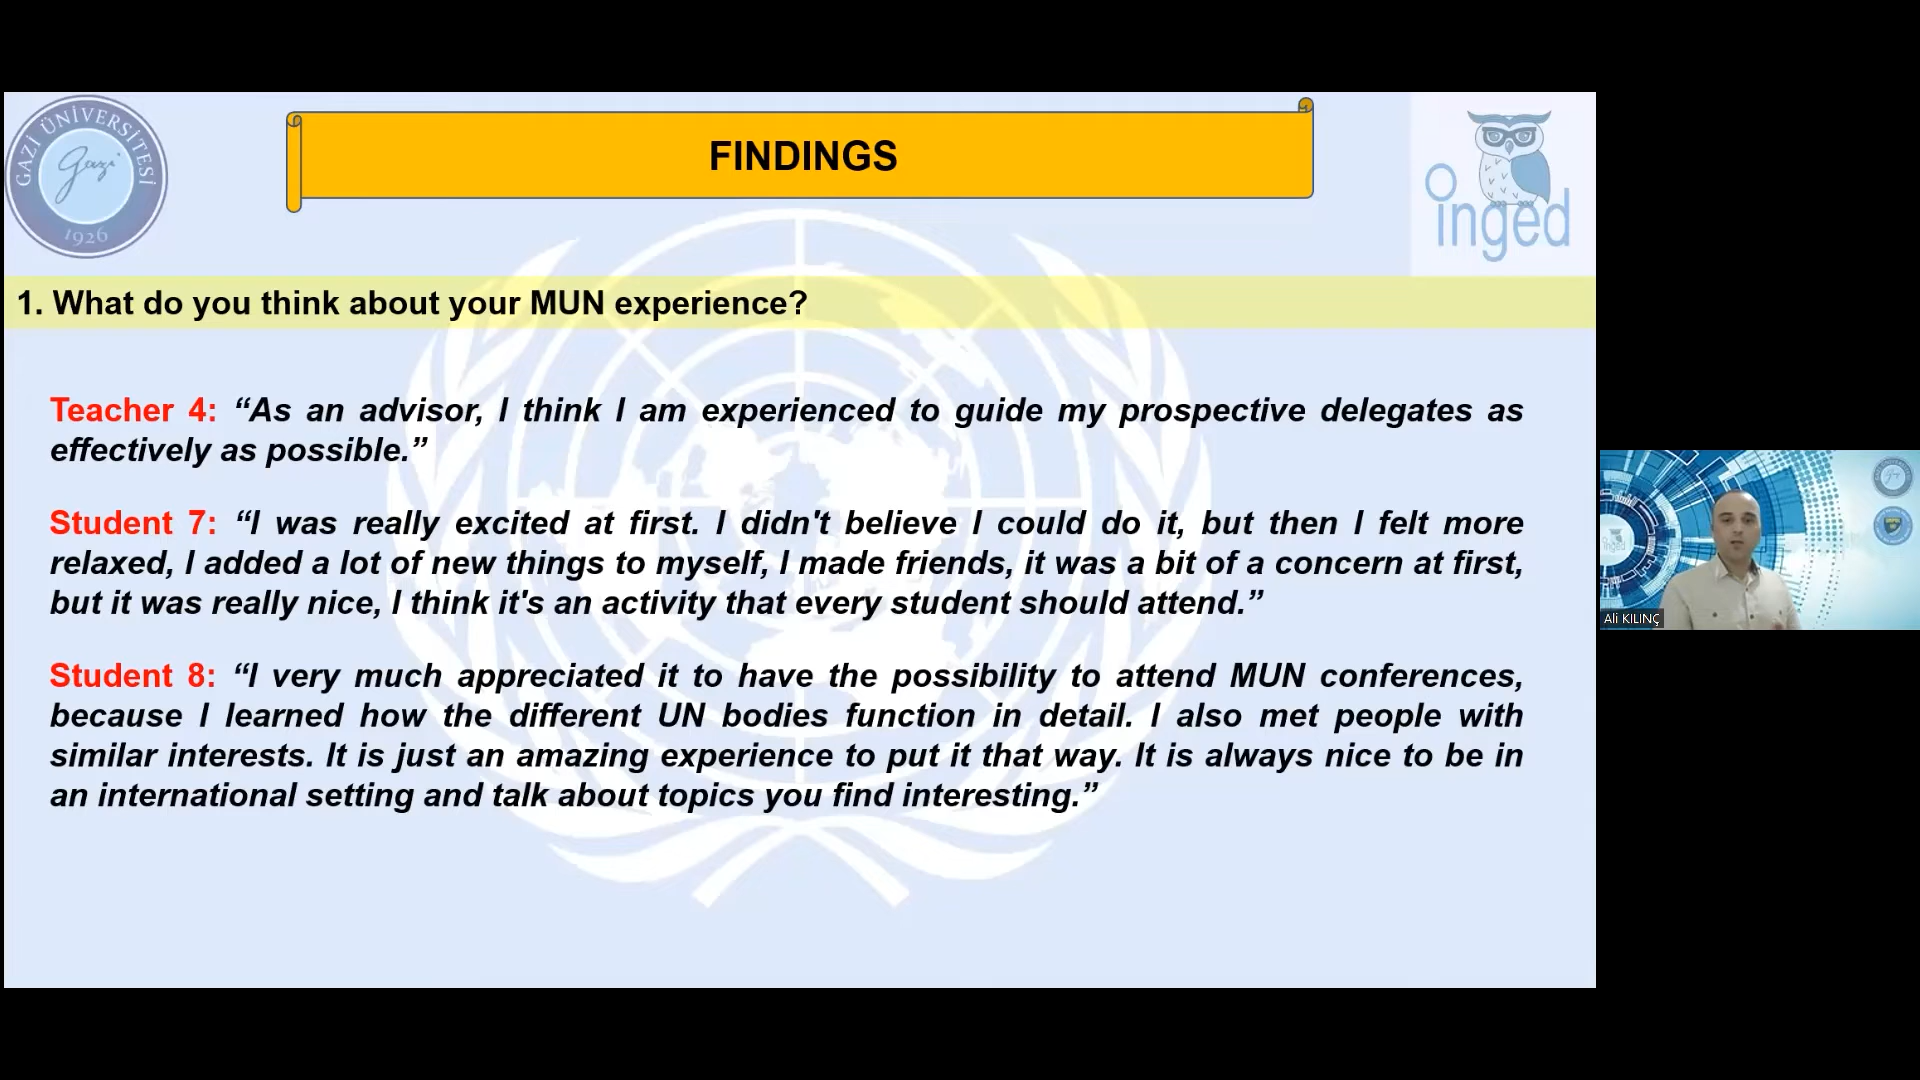 GAZİ ÜNİVERSİTESİ
Gazi
1926
FINDINGS
inged
1. What do you think about your MUN experience?
Teacher 4: “As an advisor, I think I am experienced to guide my prospective delegates as
effectively as possible.”
Student 7: “I was really excited at first. I didn't believe I could do it, but then I felt more
relaxed, I added a lot of new things to myself, I made friends, it was a bit of a concern at first,
but it was really nice, I think it's an activity that every student should attend.”
Student 8: “I very much appreciated it to have the possibility to attend MUN conferences,
because I learned how the different UN bodies function in detail. I also met people with
similar interests. It is just an amazing experience to put it that way. It is always nice to be in
an international setting and talk about topics you find interesting.”
Ali KILINÇ